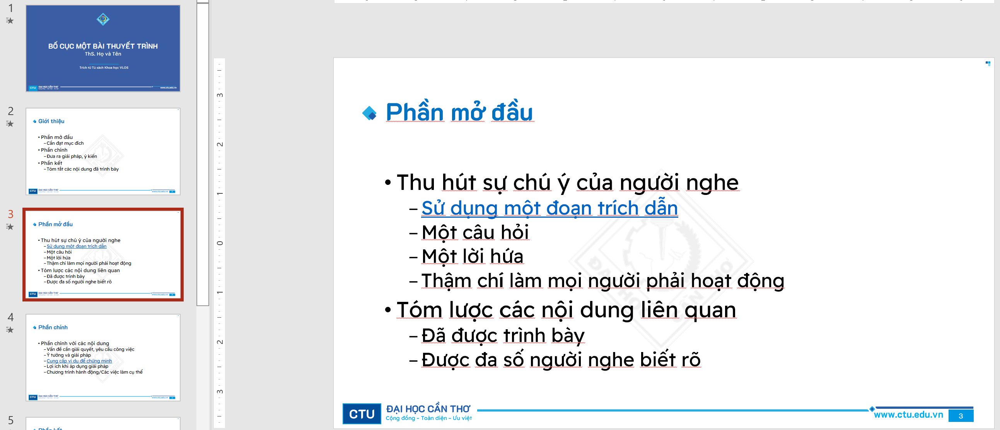 1
BỐ CỤC MỘT BÀI THUYẾT TRÌNH
ThS. Họ và Tên
Trích từ Tủ sách Khoa học VLOS
CTU
ĐẠI HỌC CẦN THƠ
www.ctu.edu.vn
2
Giới thiệu
• Phần mở đầu
– Cần đạt mục đích
• Phần chính
– Đưa ra giải pháp, ý kiến
• Phần kết
– Tóm tắt các nội dung đã trình bày
CTU
ĐẠI HỌC CẦN THƠ
www.ctu.edu.vn
3
Phần mở đầu
• Thu hút sự chú ý của người nghe
– Sử dụng một đoạn trích dẫn
– Một câu hỏi
– Một lời hứa
– Thậm chí làm mọi người phải hoạt động
• Tóm lược các nội dung liên quan
– Đã được trình bày
– Được đa số người nghe biết rõ
CTU
ĐẠI HỌC CẦN THƠ
www.ctu.edu.vn
4
Phần chính
• Phần chính với các nội dung
– Vấn đề cần giải quyết, yêu cầu công việc
– Ý tưởng và giải pháp
– Cung cấp ví dụ để chứng minh
– Lợi ích khi áp dụng giải pháp
– Chương trình hành động/Các việc làm cụ thể
CTU
ĐẠI HỌC CẦN THƠ
www.ctu.edu.vn
5
Phần kết
3
2
1
0
1
2
3
Phần mở đầu
• Thu hút sự chú ý của người nghe
– Sử dụng một đoạn trích dẫn
– Một câu hỏi
– Một lời hứa
– Thậm chí làm mọi người phải hoạt động
• Tóm lược các nội dung liên quan
– Đã được trình bày
– Được đa số người nghe biết rõ
ĐẠI HỌC CẦN THƠ
CTU
ĐẠI HỌC CẦN THƠ
Cộng đồng – Toàn diện – Ưu việt
www.ctu.edu.vn
3